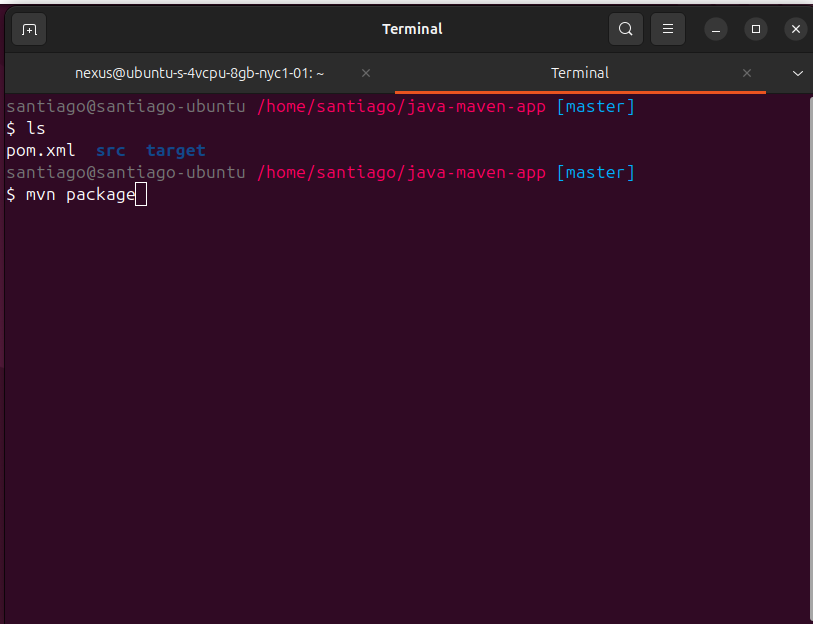 Terminal
nexus@ubuntu-s-4vcpu-8gb-nyc1-01: ~
Terminal
santiago@santiago-ubuntu /home/santiago/java-maven-app [master]
$ ls
pom.xml  src  target
santiago@santiago-ubuntu /home/santiago/java-maven-app [master]
$ mvn package